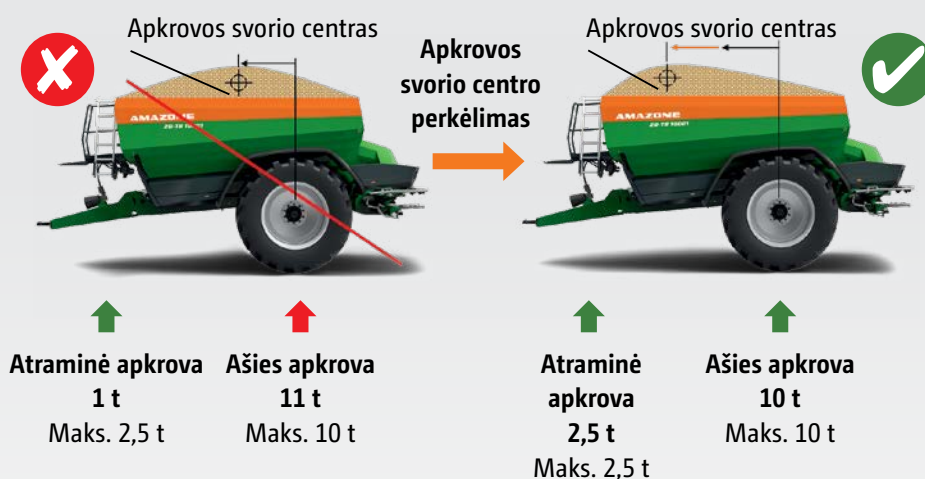 Apkrovos svorio centras
Apkrovos
svorio centro
perkėlimas
Apkrovos svorio centras
AMAZONE
AMAZONE
Atraminė apkrova
1 t
Maks. 2,5 t
Ašies apkrova
11 t
Maks. 10 t
Atraminė
apkrova
2,5 t
Maks. 2,5 t
Ašies apkrova
10 t
Maks. 10 t